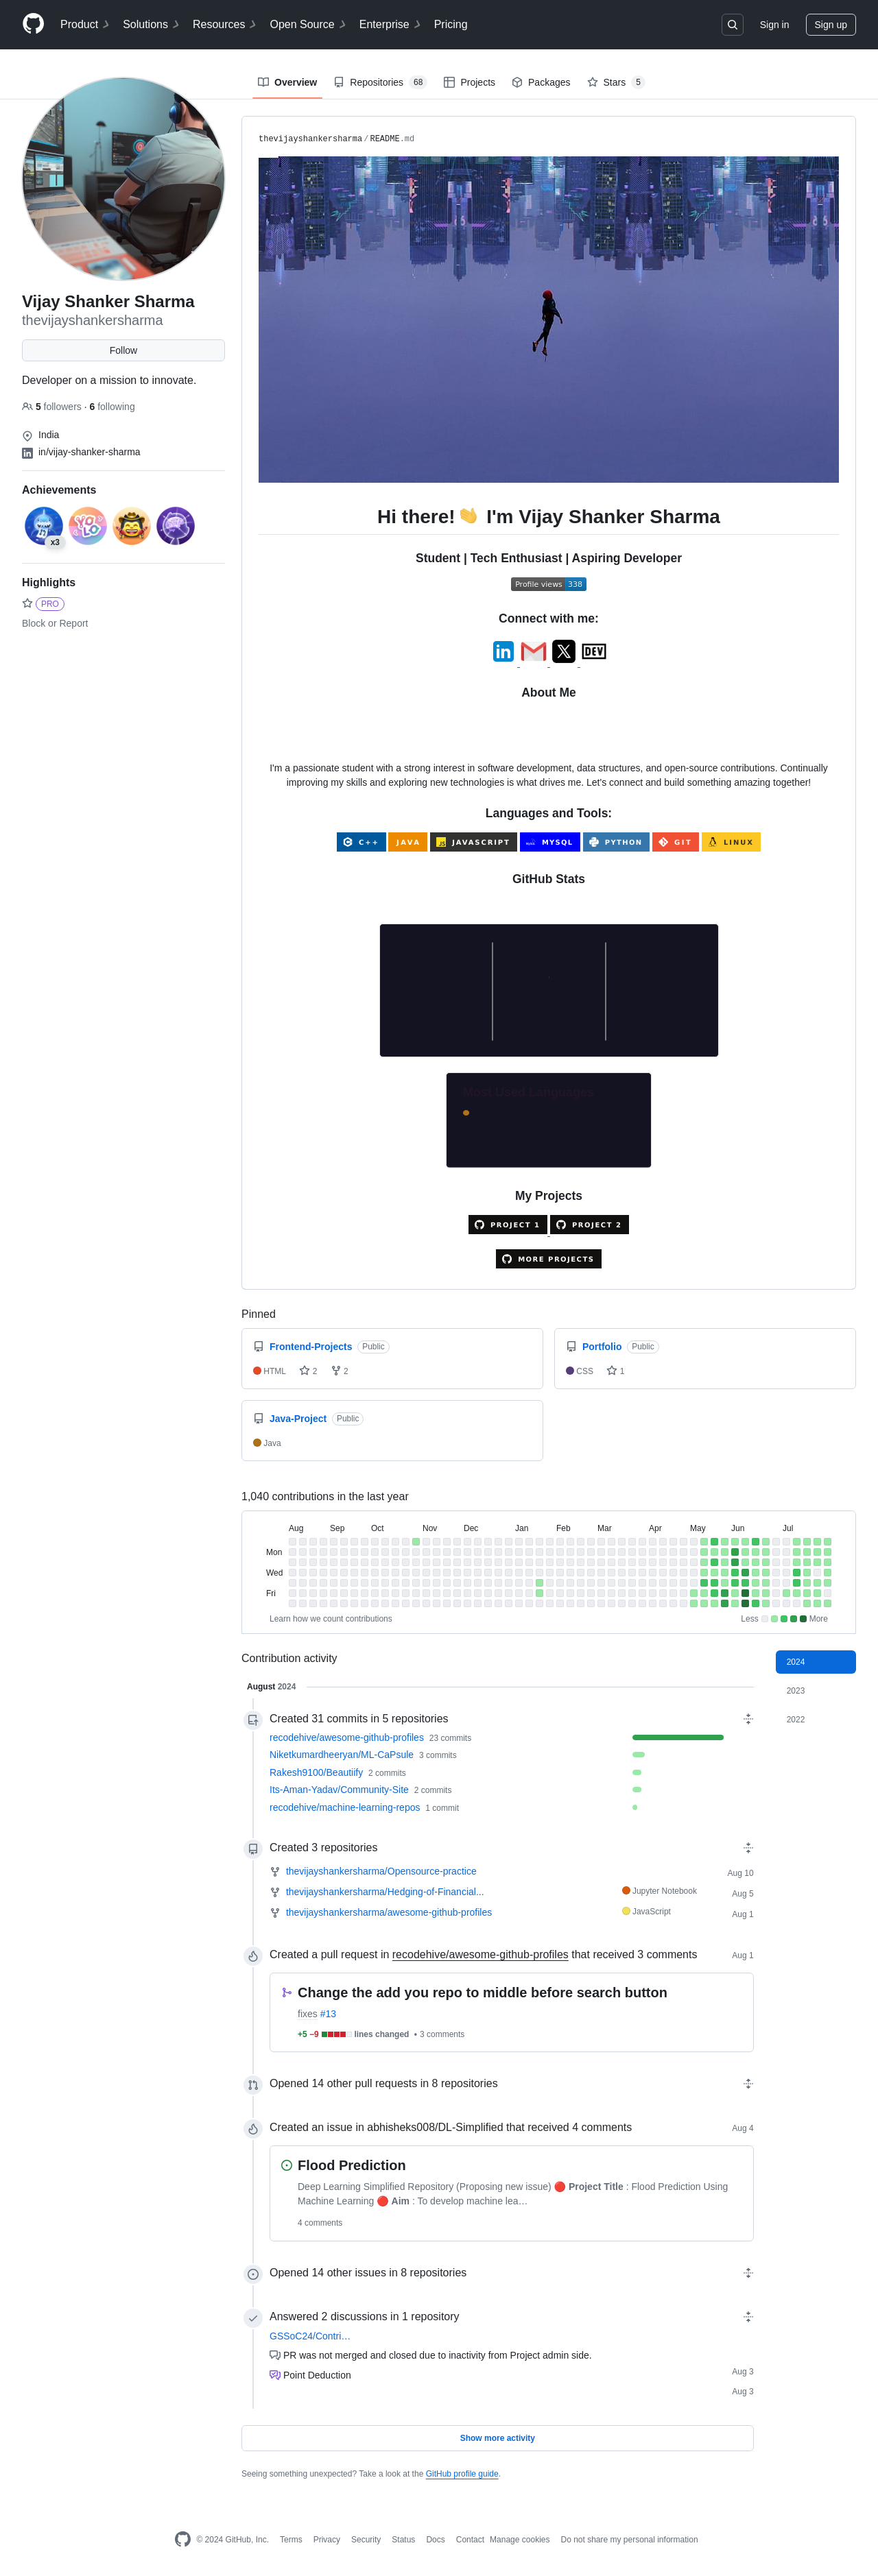 Product Solutions Resources Open Source Enterprise Pricing Sign in Sign up
Overview Repositories 68 Projects Packages Stars 5
Vijay Shanker Sharma
thevijayshankersharma
Follow
Developer on a mission to innovate.
5 followers · 6 following
India
in/vijay-shanker-sharma
Achievements
YOLO
x3
Highlights
PRO
Block or Report
thevijayshankersharma/README.md
Hi there! 👋 I'm Vijay Shanker Sharma
Student | Tech Enthusiast | Aspiring Developer
Profile views 338
Connect with me:
in X DEV
About Me
I'm a passionate student with a strong interest in software development, data structures, and open-source contributions. Continually
improving my skills and exploring new technologies is what drives me. Let's connect and build something amazing together!
Languages and Tools:
C++ JAVA JS JAVASCRIPT MYSQL PYTHON GIT LINUX
GitHub Stats
Most Used Languages
My Projects
PROJECT 1 PROJECT 2
MORE PROJECTS
Pinned
Frontend-Projects Public
HTML 2 2
Portfolio Public
CSS 1
Java-Project Public
Java
1,040 contributions in the last year
Aug Sep Oct Nov Dec Jan Feb Mar Apr May Jun Jul
Mon
Wed
Fri
Learn how we count contributions Less More
Contribution activity
2024
2023
2022
August 2024
Created 31 commits in 5 repositories
recodehive/awesome-github-profiles 23 commits
Niketkumardheeryan/ML-CaPsule 3 commits
Rakesh9100/Beautiify 2 commits
Its-Aman-Yadav/Community-Site 2 commits
recodehive/machine-learning-repos 1 commit
Created 3 repositories
thevijayshankersharma/Opensource-practice Aug 10
thevijayshankersharma/Hedging-of-Financial... Jupyter Notebook Aug 5
thevijayshankersharma/awesome-github-profiles JavaScript Aug 1
Created a pull request in recodehive/awesome-github-profiles that received 3 comments Aug 1
Change the add you repo to middle before search button
fixes #13
+5 −9 lines changed • 3 comments
Opened 14 other pull requests in 8 repositories
Created an issue in abhisheks008/DL-Simplified that received 4 comments Aug 4
Flood Prediction
Deep Learning Simplified Repository (Proposing new issue) 🔴 Project Title : Flood Prediction Using
Machine Learning 🔴 Aim : To develop machine lea…
4 comments
Opened 14 other issues in 8 repositories
Answered 2 discussions in 1 repository
GSSoC24/Contri…
PR was not merged and closed due to inactivity from Project admin side.
Aug 3
Point Deduction
Aug 3
Show more activity
Seeing something unexpected? Take a look at the GitHub profile guide.
© 2024 GitHub, Inc. Terms Privacy Security Status Docs Contact Manage cookies Do not share my personal information